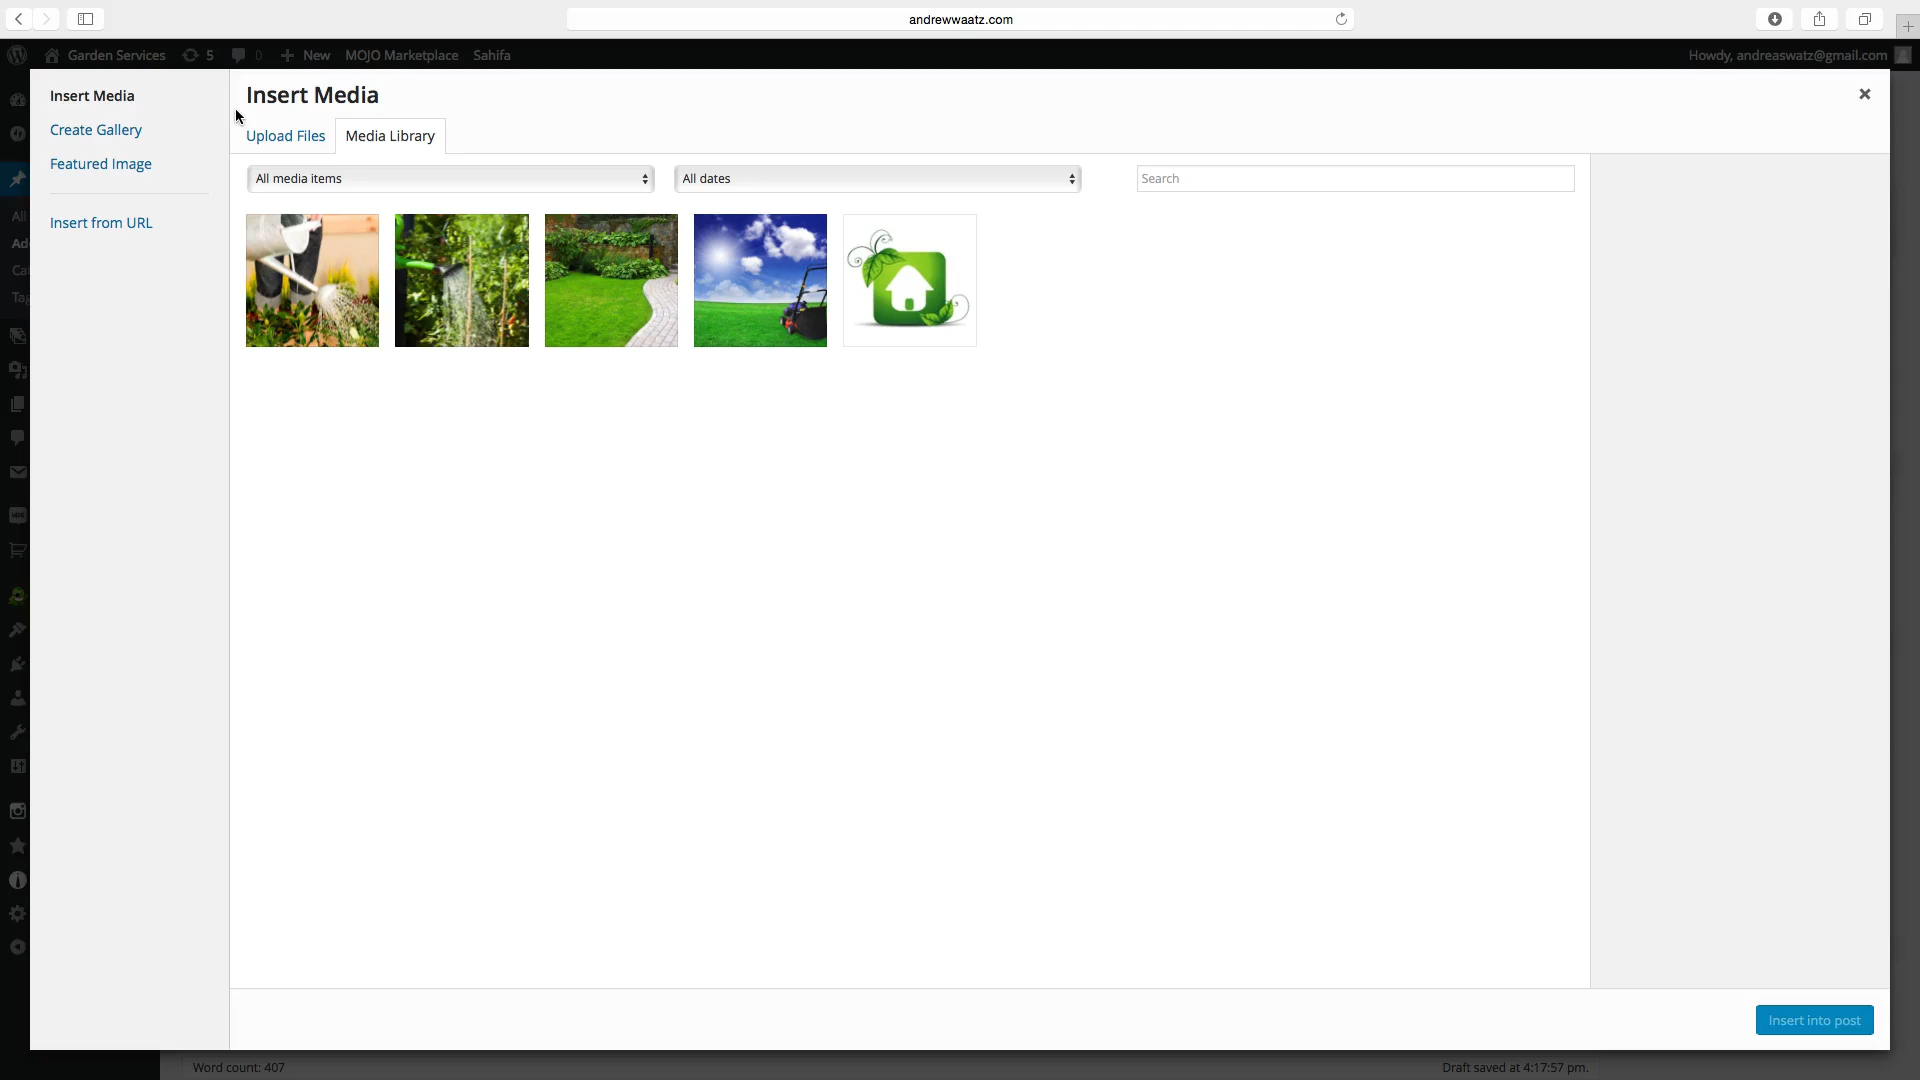 andrewwaatz.com
Garden Services 5 0 New MOJO Marketplace Sahifa Howdy, andreaswatz@gmail.com
Insert Media
Create Gallery
Featured Image
Insert from URL
Insert Media
Upload Files Media Library
All media items All dates Search
All
Insert into post
Word count: 407 Draft saved at 4:17:57 pm.